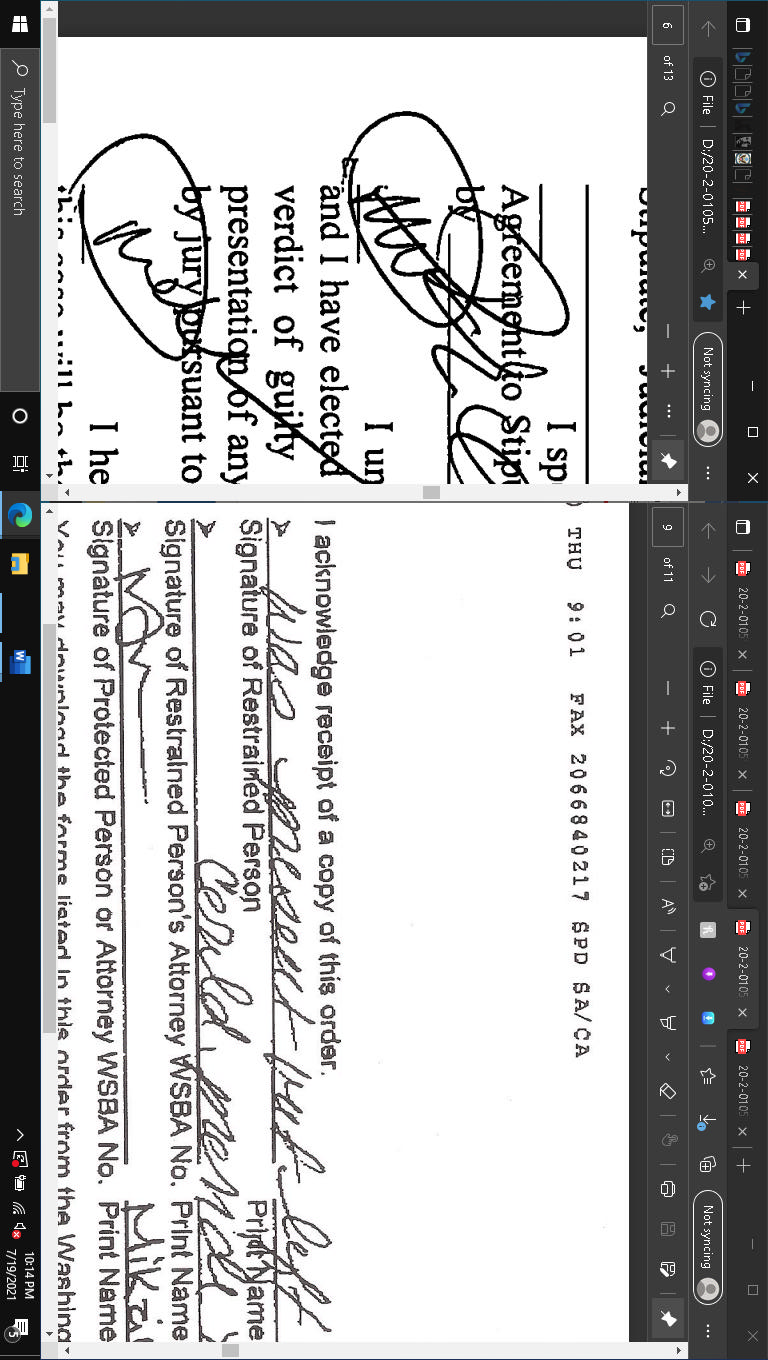 6 of 13
File D:/20-2-0105...
Not syncing
I sp
Agreement to Stipu
by
I un
and I have elected
verdict of guilty
presentation of any
by jury pursuant to
I he
this case will be th
20-2-0105
20-2-0105
20-2-0105
20-2-0105
20-2-0105
File D:/20-2-010...
Not syncing
9 of 11
) THU 9:01 FAX 2066840217 SPD SA/CA
I acknowledge receipt of a copy of this order.
was present but left
Signature of Restrained Person Print Name
Signature of Restrained Person's Attorney WSBA No. Print Name
Signature of Protected Person or Attorney WSBA No. Print Name
You may download the forms listed in this order from the Washing
Type here to search
10:14 PM
7/19/2021
5